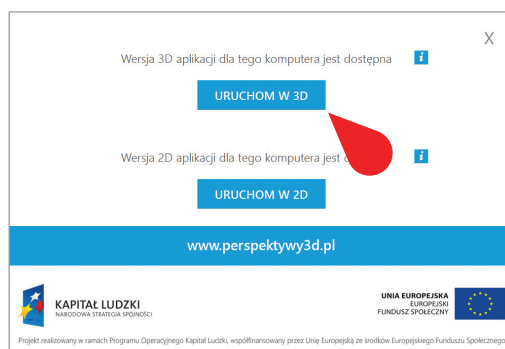 X
Wersja 3D aplikacji dla tego komputera jest dostępna i
URUCHOM W 3D
Wersja 2D aplikacji dla tego komputera jest i
URUCHOM W 2D
www.perspektywy3d.pl
KAPITAŁ LUDZKI
NARODOWA STRATEGIA SPÓJNOŚCI
UNIA EUROPEJSKA
EUROPEJSKI
FUNDUSZ SPOŁECZNY
Projekt realizowany w ramach Programu Operacyjnego Kapitał Ludzki, współfinansowany przez Unię Europejską ze środków Europejskiego Funduszu Społecznego